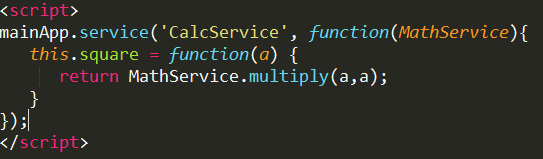 <script>
mainApp.service('CalcService', function(MathService){
    this.square = function(a) {
        return MathService.multiply(a,a);
    }
});
</script>